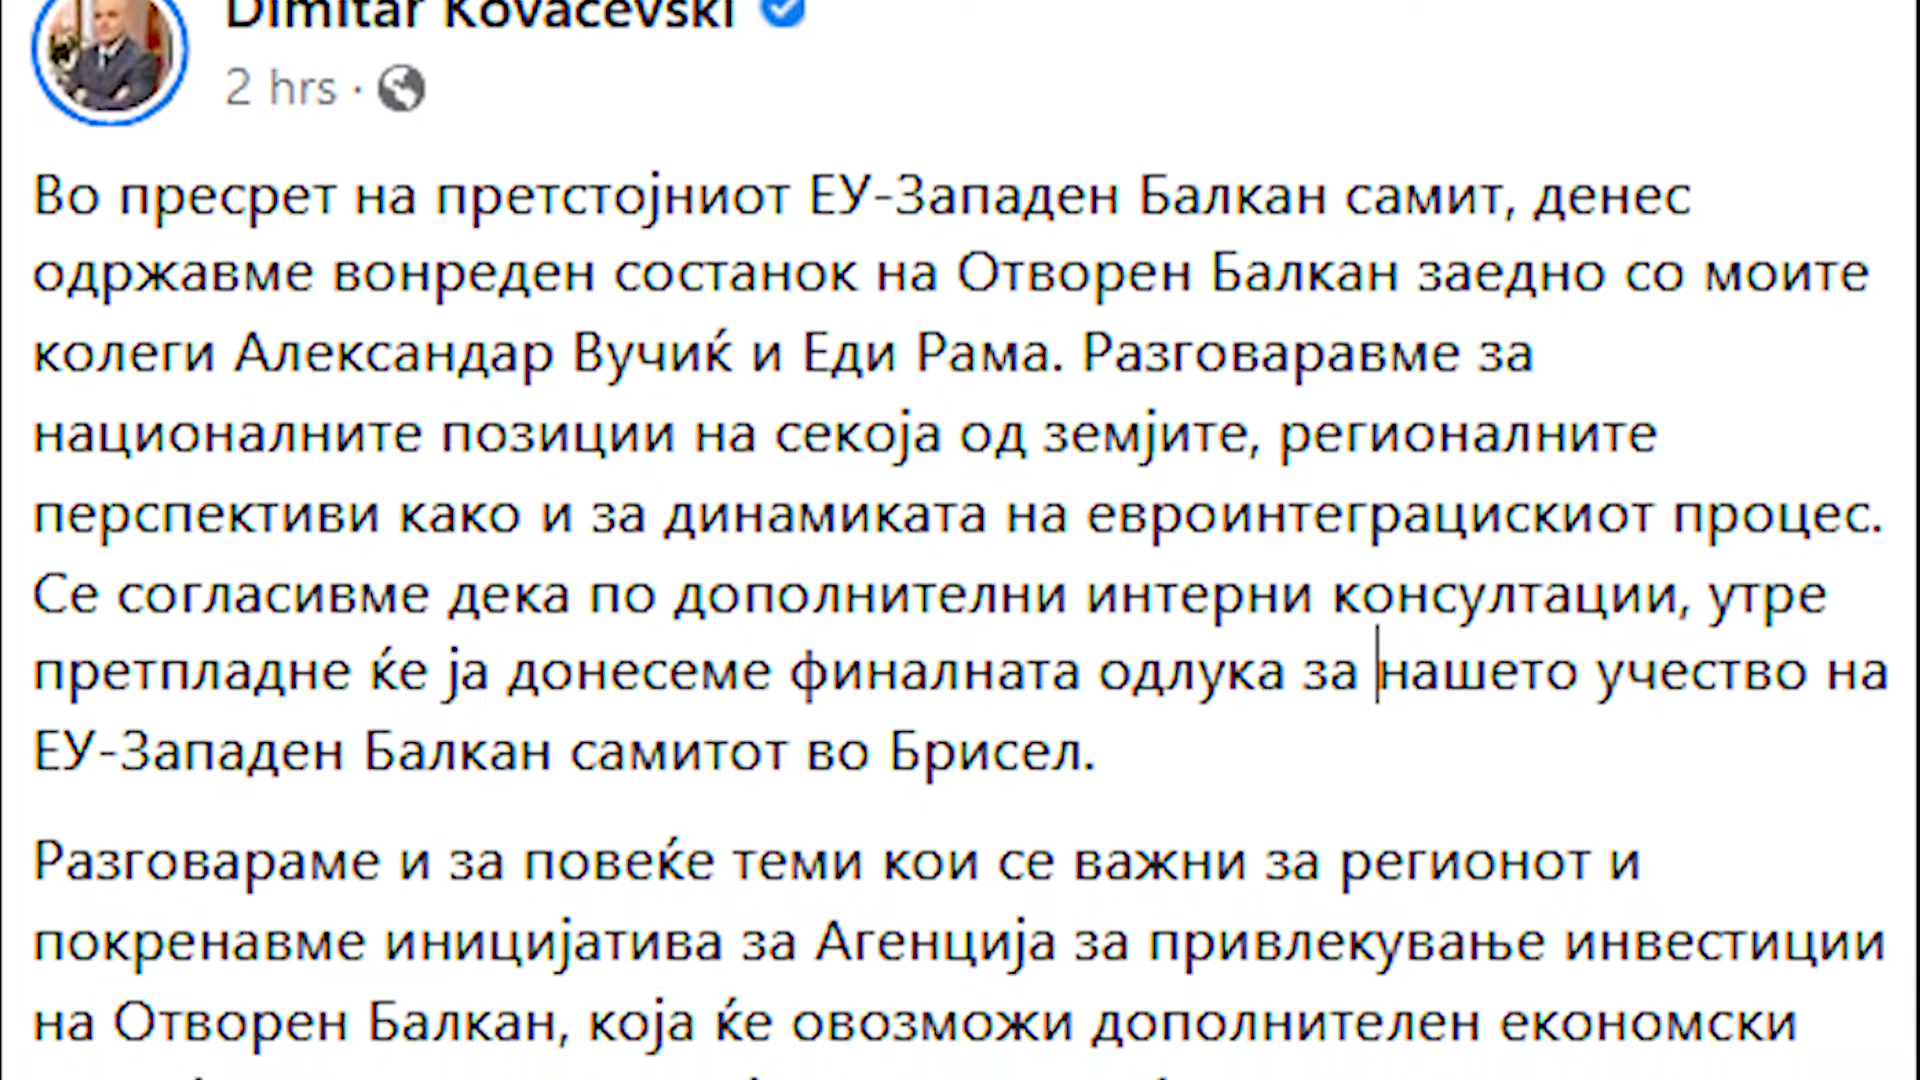 Dimitar Kovačevski
2 hrs ·
Во пресрет на претстојниот ЕУ-Западен Балкан самит, денес
одржавме вонреден состанок на Отворен Балкан заедно со моите
колеги Александар Вучиќ и Еди Рама. Разговаравме за
националните позиции на секоја од земјите, регионалните
перспективи како и за динамиката на евроинтеграцискиот процес.
Се согласивме дека по дополнителни интерни консултации, утре
претпладне ќе ја донесеме финалната одлука за нашето учество на
ЕУ-Западен Балкан самитот во Брисел.
Разговараме и за повеќе теми кои се важни за регионот и
покренавме иницијатива за Агенција за привлекување инвестиции
на Отворен Балкан, која ќе овозможи дополнителен економски